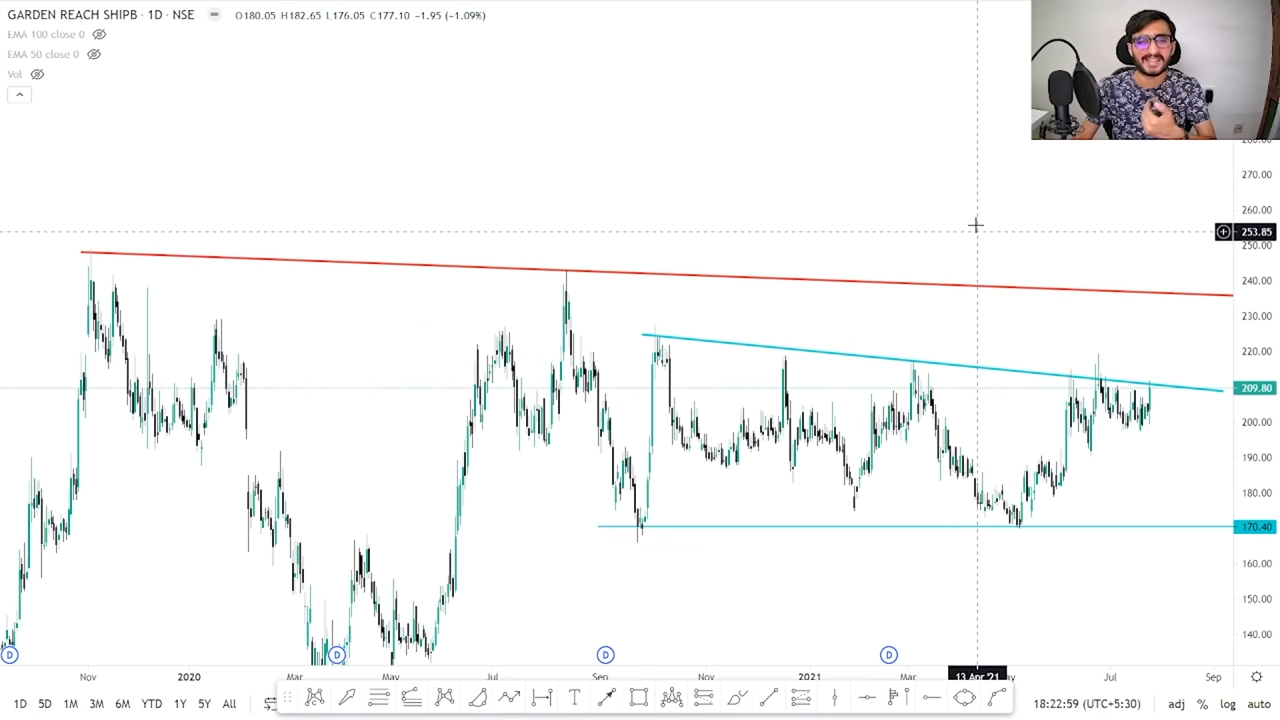 GARDEN REACH SHIPB · 1D · NSE O180.05 H182.65 L176.05 C177.10 −1.95 (−1.09%)
EMA 100 close 0
EMA 50 close 0
Vol
270.00
260.00
253.85
250.00
240.00
230.00
220.00
209.80
200.00
190.00
180.00
170.40
160.00
150.00
140.00
D D D D
Nov 2020 Mar May Jul Sep Nov 2021 Mar 13 Apr '21 Jul Sep
1D 5D 1M 3M 6M YTD 1Y 5Y All T 18:22:59 (UTC+5:30) adj % log auto